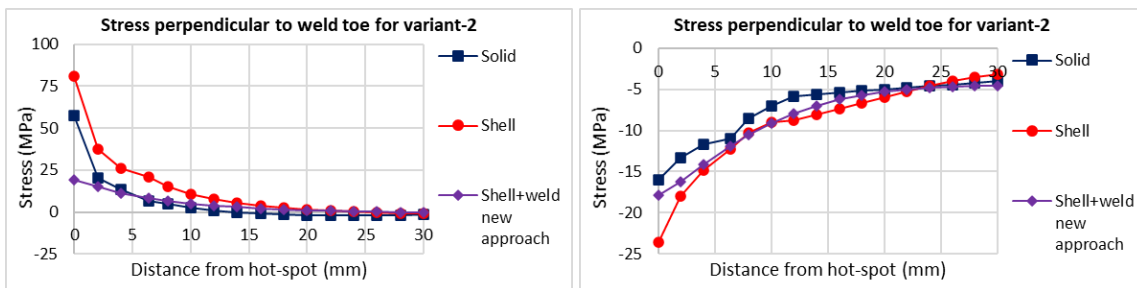 Stress perpendicular to weld toe for variant-2
100
75
50
25
0
-25
0
5
10
15
20
25
30
Stress (MPa)
Distance from hot-spot (mm)
Solid
Shell
Shell+weld
new
approach
Stress perpendicular to weld toe for variant-2
0
-5
-10
-15
-20
-25
0
5
10
15
20
25
30
Stress (MPa)
Distance from hot-spot (mm)
Solid
Shell
Shell+weld
new
approach